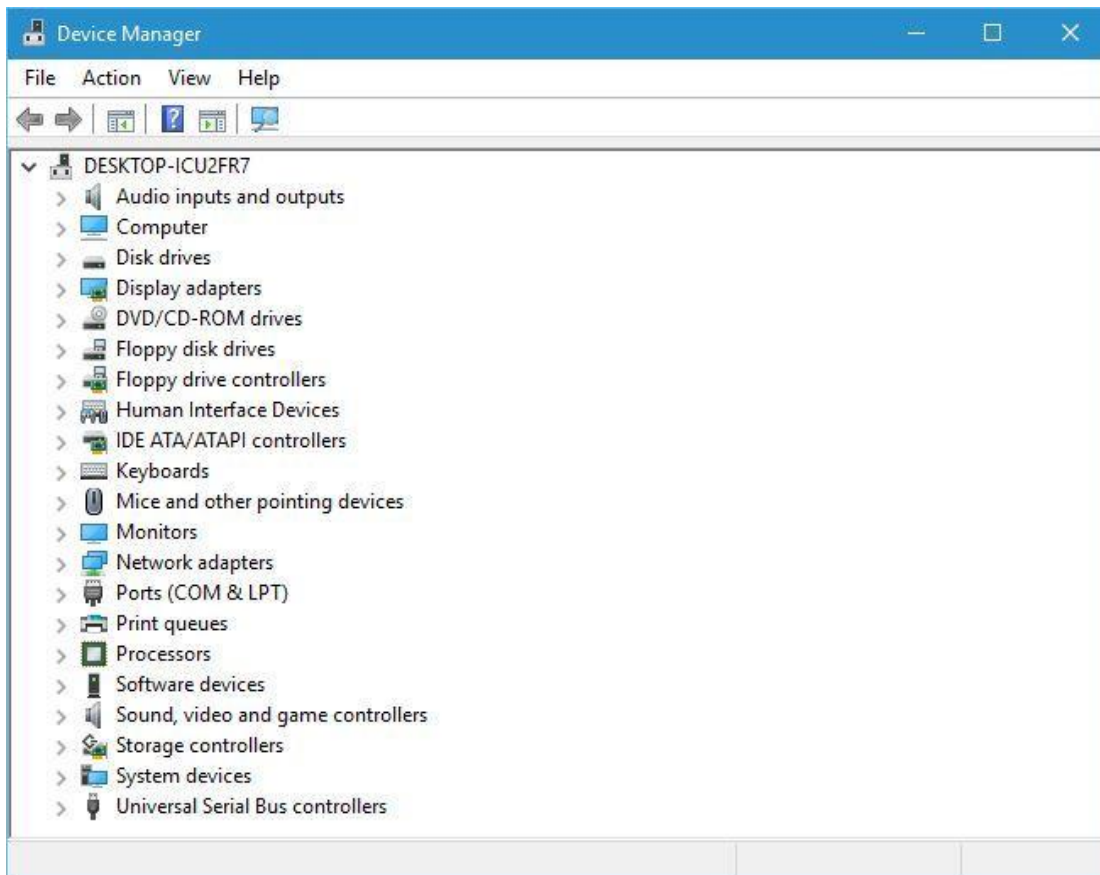 Device Manager
File Action View Help
DESKTOP-ICU2FR7
Audio inputs and outputs
Computer
Disk drives
Display adapters
DVD/CD-ROM drives
Floppy disk drives
Floppy drive controllers
Human Interface Devices
IDE ATA/ATAPI controllers
Keyboards
Mice and other pointing devices
Monitors
Network adapters
Ports (COM & LPT)
Print queues
Processors
Software devices
Sound, video and game controllers
Storage controllers
System devices
Universal Serial Bus controllers